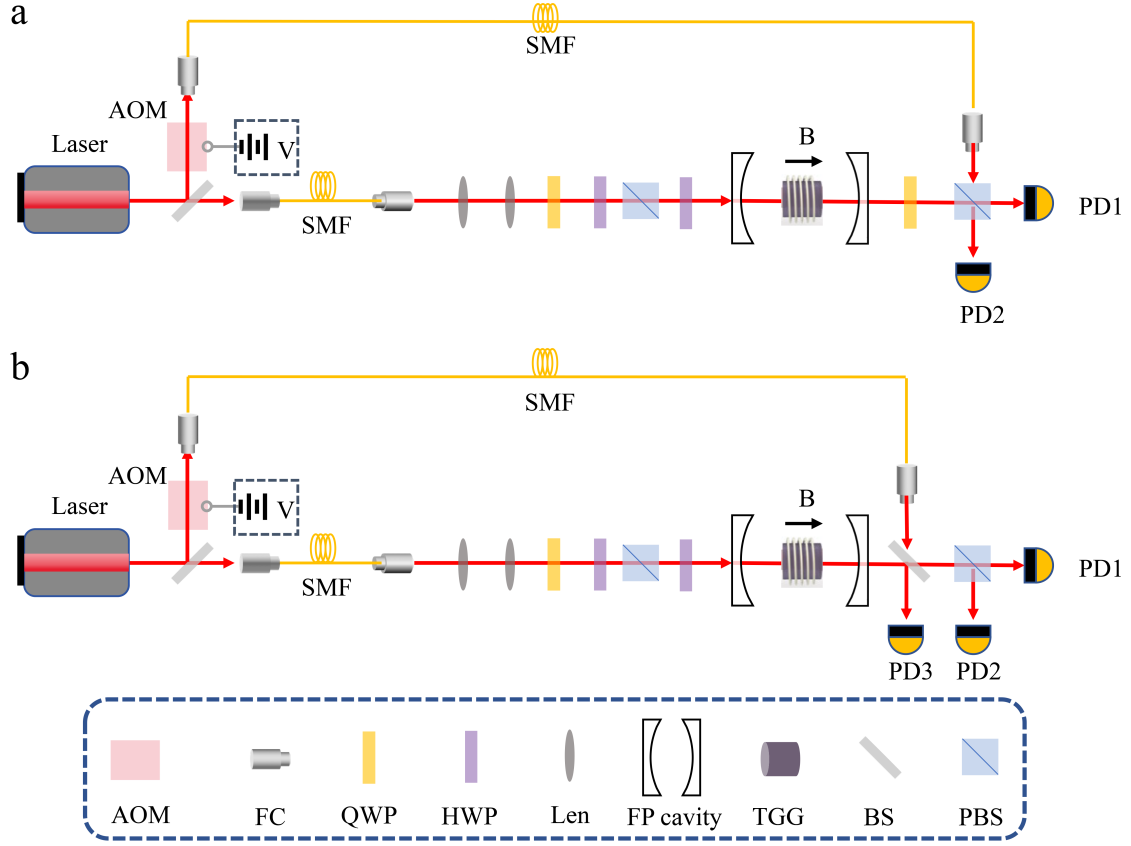 a
SMF
AOM
Laser
V
B
SMF
PD1
PD2
b
SMF
AOM
Laser
V
B
SMF
PD1
PD3
PD2
AOM
FC
QWP
HWP
Len
FP cavity
TGG
BS
PBS